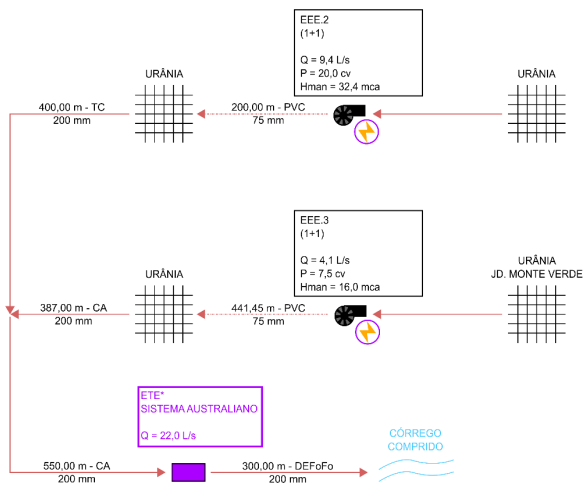 EEE.2
(1+1)
Q = 9,4 L/s
P = 20,0 cv
Hman = 32,4 mca
URÂNIA
URÂNIA
400,00 m - TC
200 mm
200,00 m - PVC
75 mm
EEE.3
(1+1)
Q = 4,1 L/s
P = 7,5 cv
Hman = 16,0 mca
URÂNIA
URÂNIA
JD. MONTE VERDE
387,00 m - CA
200 mm
441,45 m - PVC
75 mm
ETE*
SISTEMA AUSTRALIANO
Q = 22,0 L/s
CÓRREGO
COMPRIDO
550,00 m - CA
200 mm
300,00 m - DEFoFo
200 mm